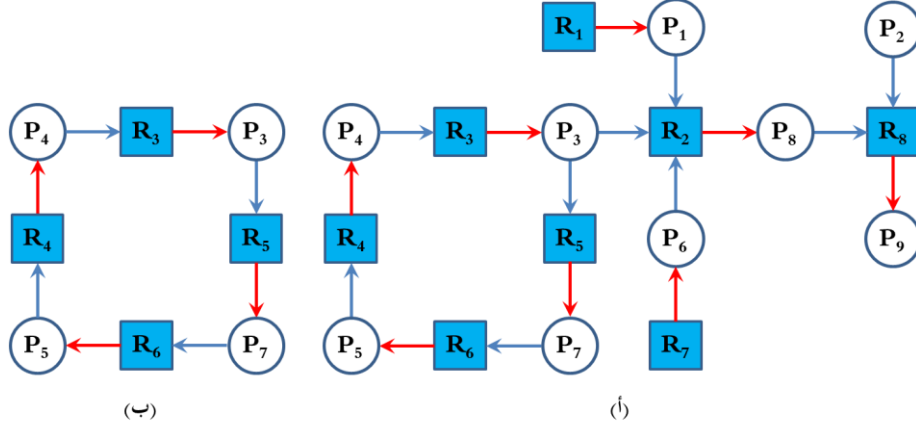 R1 P1 P2
P4 R3 P3 P4 R3 P3 R2 P8 R8
R4 R5 R4 R5 P6 P9
P5 R6 P7 P5 R6 P7 R7
(ب) (أ)